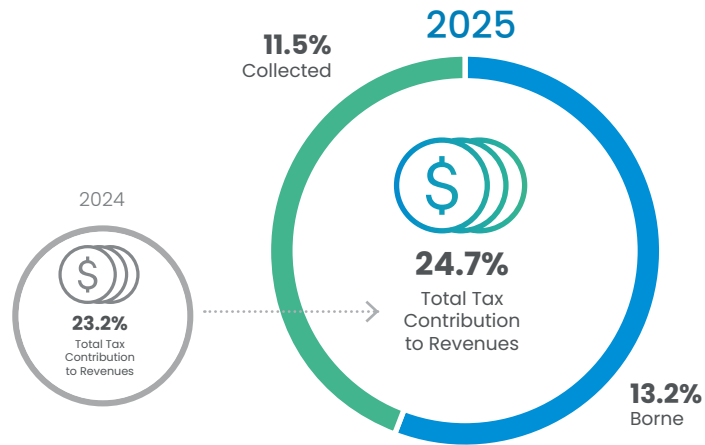 2025
11.5%
Collected
2024
$
23.2%
Total Tax
Contribution
to Revenues
$
24.7%
Total Tax
Contribution
to Revenues
13.2%
Borne